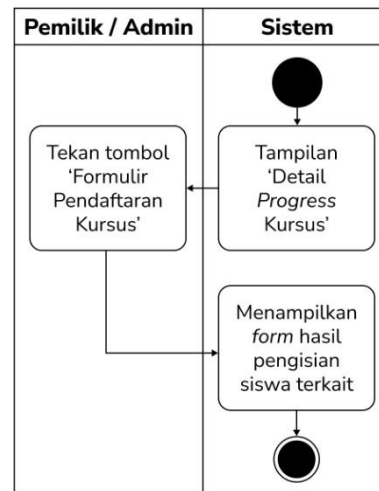 Pemilik / Admin
Sistem
Tampilan
‘Detail
Progress
Kursus’
Tekan tombol
‘Formulir
Pendaftaran
Kursus’
Menampilkan
form hasil
pengisian
siswa terkait